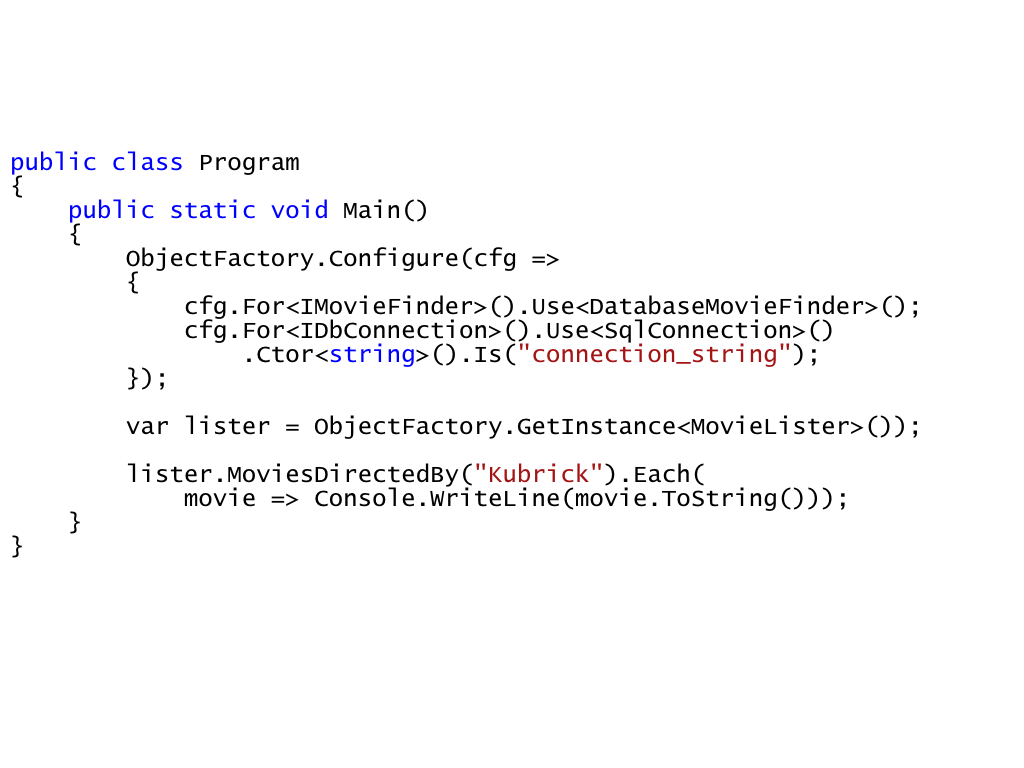 public class Program
{
    public static void Main()
    {
        ObjectFactory.Configure(cfg =>
        {
            cfg.For<IMovieFinder>().Use<DatabaseMovieFinder>();
            cfg.For<IDbConnection>().Use<SqlConnection>()
                .Ctor<string>().Is("connection_string");
        });

        var lister = ObjectFactory.GetInstance<MovieLister>());

        lister.MoviesDirectedBy("Kubrick").Each(
            movie => Console.WriteLine(movie.ToString()));
    }
}